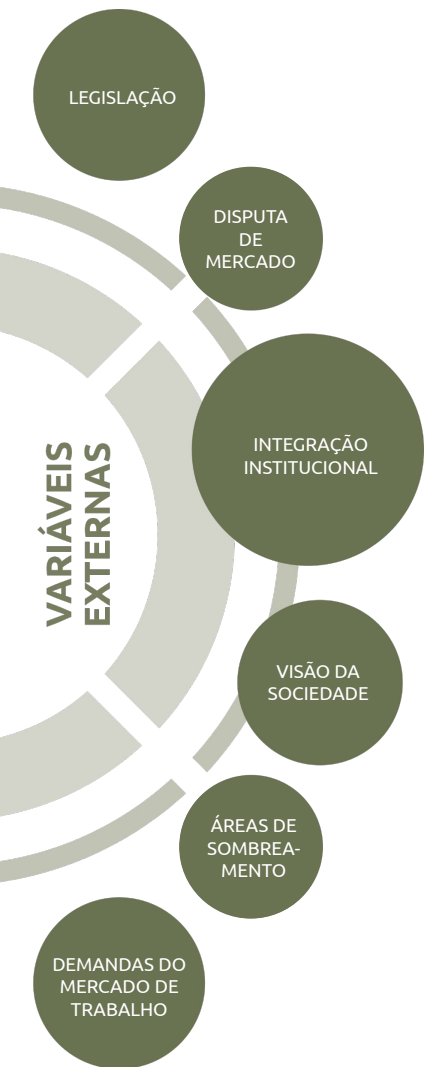 LEGISLAÇÃO
DISPUTA
DE
MERCADO
INTEGRAÇÃO
INSTITUCIONAL
VARIÁVEIS
EXTERNAS
VISÃO DA
SOCIEDADE
ÁREAS DE
SOMBREA-
MENTO
DEMANDAS DO
MERCADO DE
TRABALHO